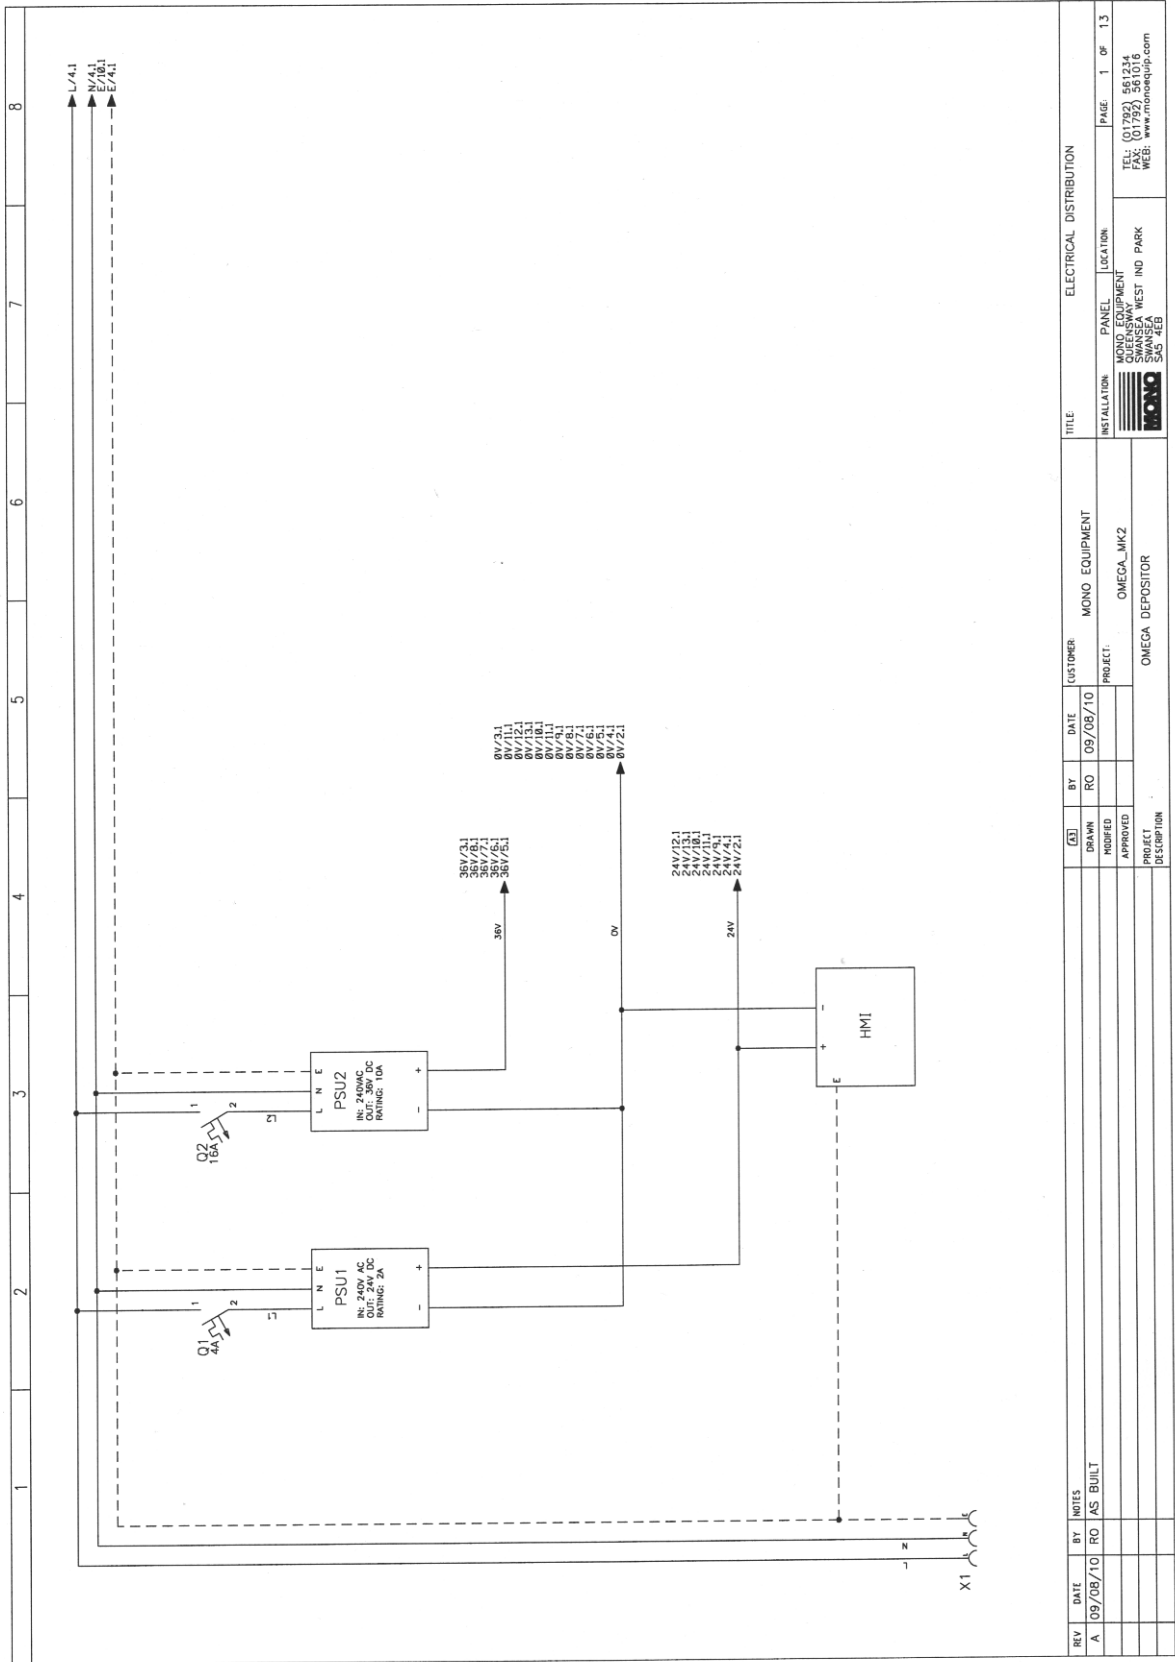 1
2
3
4
5
6
7
8
L/4.1
N/4.1
E/10.1
E/4.1
Q1
4A
1
2
L1
L N E
PSU1
IN: 240V AC
OUT: 24V DC
RATING: 2A
- +
Q2
16A
1
2
L2
L N E
PSU2
IN: 240VAC
OUT: 36V DC
RATING: 10A
- +
36V
36V/3.1
36V/8.1
36V/7.1
36V/6.1
36V/5.1
0V
0V/3.1
0V/11.1
0V/12.1
0V/13.1
0V/10.1
0V/11.1
0V/9.1
0V/8.1
0V/7.1
0V/6.1
0V/5.1
0V/4.1
0V/2.1
24V
24V/12.1
24V/13.1
24V/10.1
24V/11.1
24V/9.1
24V/4.1
24V/2.1
E
+ -
HMI
L
N
L N E
X1
REV DATE BY NOTES
A 09/08/10 RO AS BUILT
A3 BY DATE
DRAWN RO 09/08/10
MODIFIED
APPROVED
PROJECT
DESCRIPTION
OMEGA DEPOSITOR
CUSTOMER: MONO EQUIPMENT
PROJECT: OMEGA_MK2
TITLE: ELECTRICAL DISTRIBUTION
INSTALLATION: PANEL
LOCATION:
PAGE: 1 OF 13
MONO
MONO EQUIPMENT
QUEENSWAY
SWANSEA WEST IND PARK
SWANSEA
SA5 4EB
TEL: (01792) 561234
FAX: (01792) 561016
WEB: www.monoequip.com